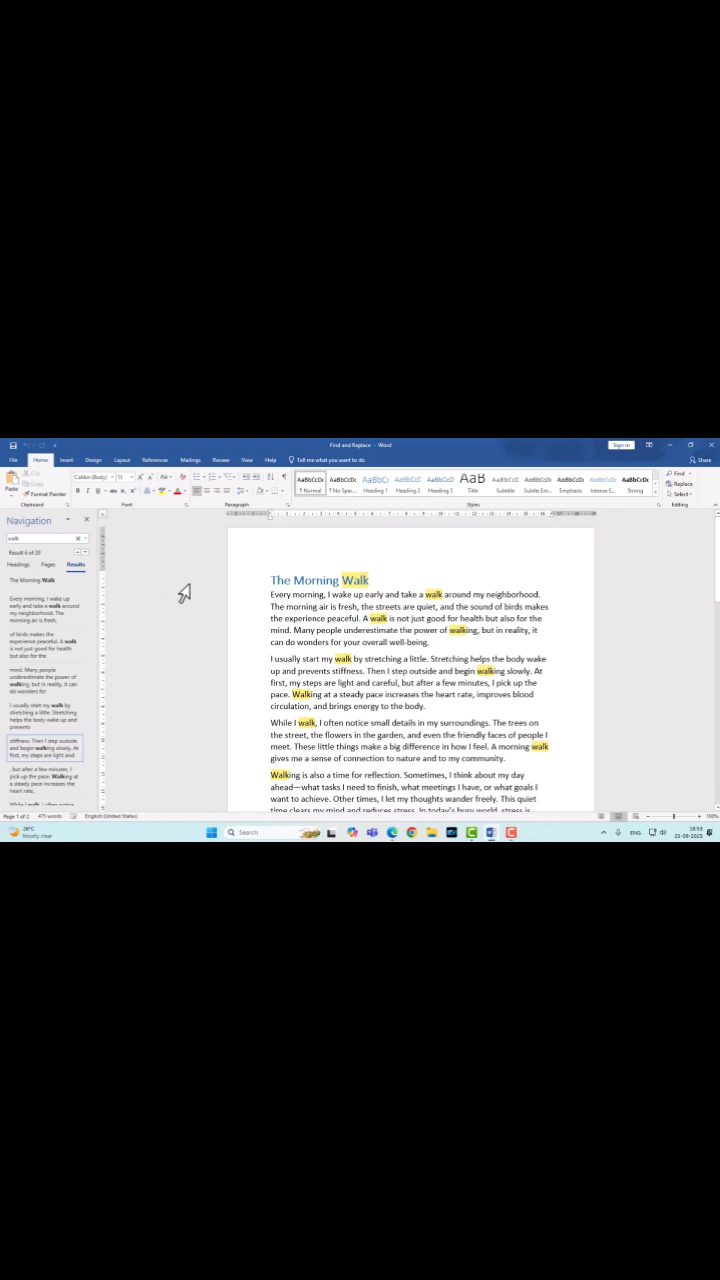 Find and Replace - Word
Sign in
File Home Insert Design Layout References Mailings Review View Help Tell me what you want to do Share
Cut
Copy
Paste
Format Painter
Calibri (Body) 15
AaBbCcDc AaBbCcDc AaBbC( AaBbCcC AaBbCcD AaB AaBbCcC AaBbCcDc AaBbCcDc AaBbCcDc AaBbCcDc
¶ Normal ¶ No Spac... Heading 1 Heading 2 Heading 3 Title Subtitle Subtle Em... Emphasis Intense E... Strong
Find
Replace
Select
Clipboard Font Paragraph Styles Editing
Navigation
walk
Result 6 of 20
Headings Pages Results
The Morning Walk
Every morning, I wake up
early and take a walk around
my neighborhood. The
morning air is fresh,
of birds makes the
experience peaceful. A walk
is not just good for health
but also for the
mind. Many people
underestimate the power of
walking, but in reality, it can
do wonders for
I usually start my walk by
stretching a little. Stretching
helps the body wake up and
prevents
stiffness. Then I step outside
and begin walking slowly. At
first, my steps are light and
, but after a few minutes, I
pick up the pace. Walking at
a steady pace increases the
heart rate,
While I walk, I often notice
The Morning Walk
Every morning, I wake up early and take a walk around my neighborhood.
The morning air is fresh, the streets are quiet, and the sound of birds makes
the experience peaceful. A walk is not just good for health but also for the
mind. Many people underestimate the power of walking, but in reality, it
can do wonders for your overall well-being.
I usually start my walk by stretching a little. Stretching helps the body wake
up and prevents stiffness. Then I step outside and begin walking slowly. At
first, my steps are light and careful, but after a few minutes, I pick up the
pace. Walking at a steady pace increases the heart rate, improves blood
circulation, and brings energy to the body.
While I walk, I often notice small details in my surroundings. The trees on
the street, the flowers in the garden, and even the friendly faces of people I
meet. These little things make a big difference in how I feel. A morning walk
gives me a sense of connection to nature and to my community.
Walking is also a time for reflection. Sometimes, I think about my day
ahead—what tasks I need to finish, what meetings I have, or what goals I
want to achieve. Other times, I let my thoughts wander freely. This quiet
time clears my mind and reduces stress. In today's busy world, stress is
Page 1 of 2 475 words English (United States) 100%
26°C
Mostly clear
Search
ENG
18:53
23-09-2025